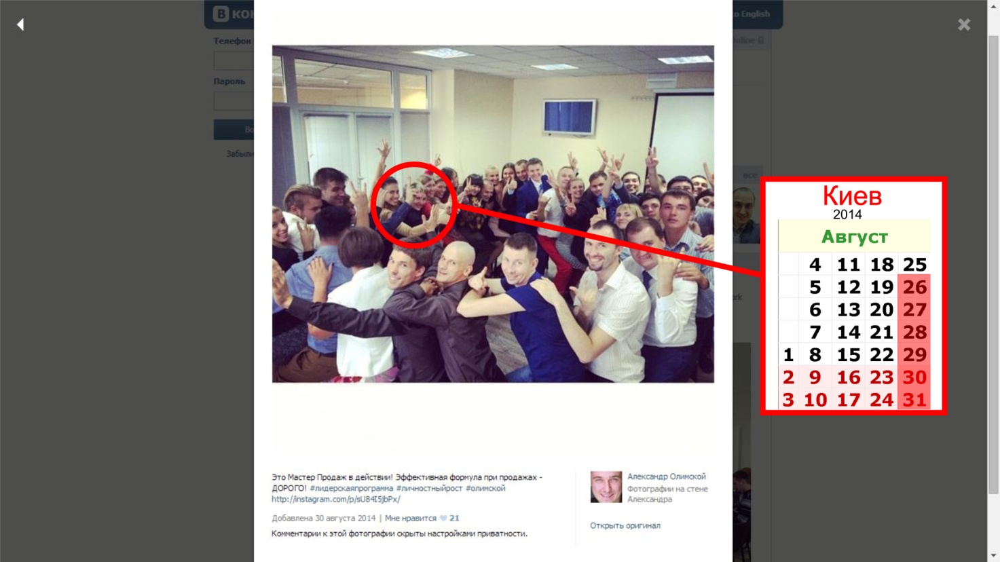 В КОН
to English
Телефон
Online
Пароль
Забыли
все
Киев
2014
Август
4 11 18 25
5 12 19 26
6 13 20 27
7 14 21 28
1 8 15 22 29
2 9 16 23 30
3 10 17 24 31
Это Мастер Продаж в действии! Эффективная формула при продажах -
ДОРОГО! #лидерскаяпрограмма #личностныйрост #олимской
http://instagram.com/p/sU84I5jbPx/
Добавлена 30 августа 2014 | Мне нравится 21
Комментарии к этой фотографии скрыты настройками приватности.
Александр Олимской
Фотографии на стене
Александра
Открыть оригинал